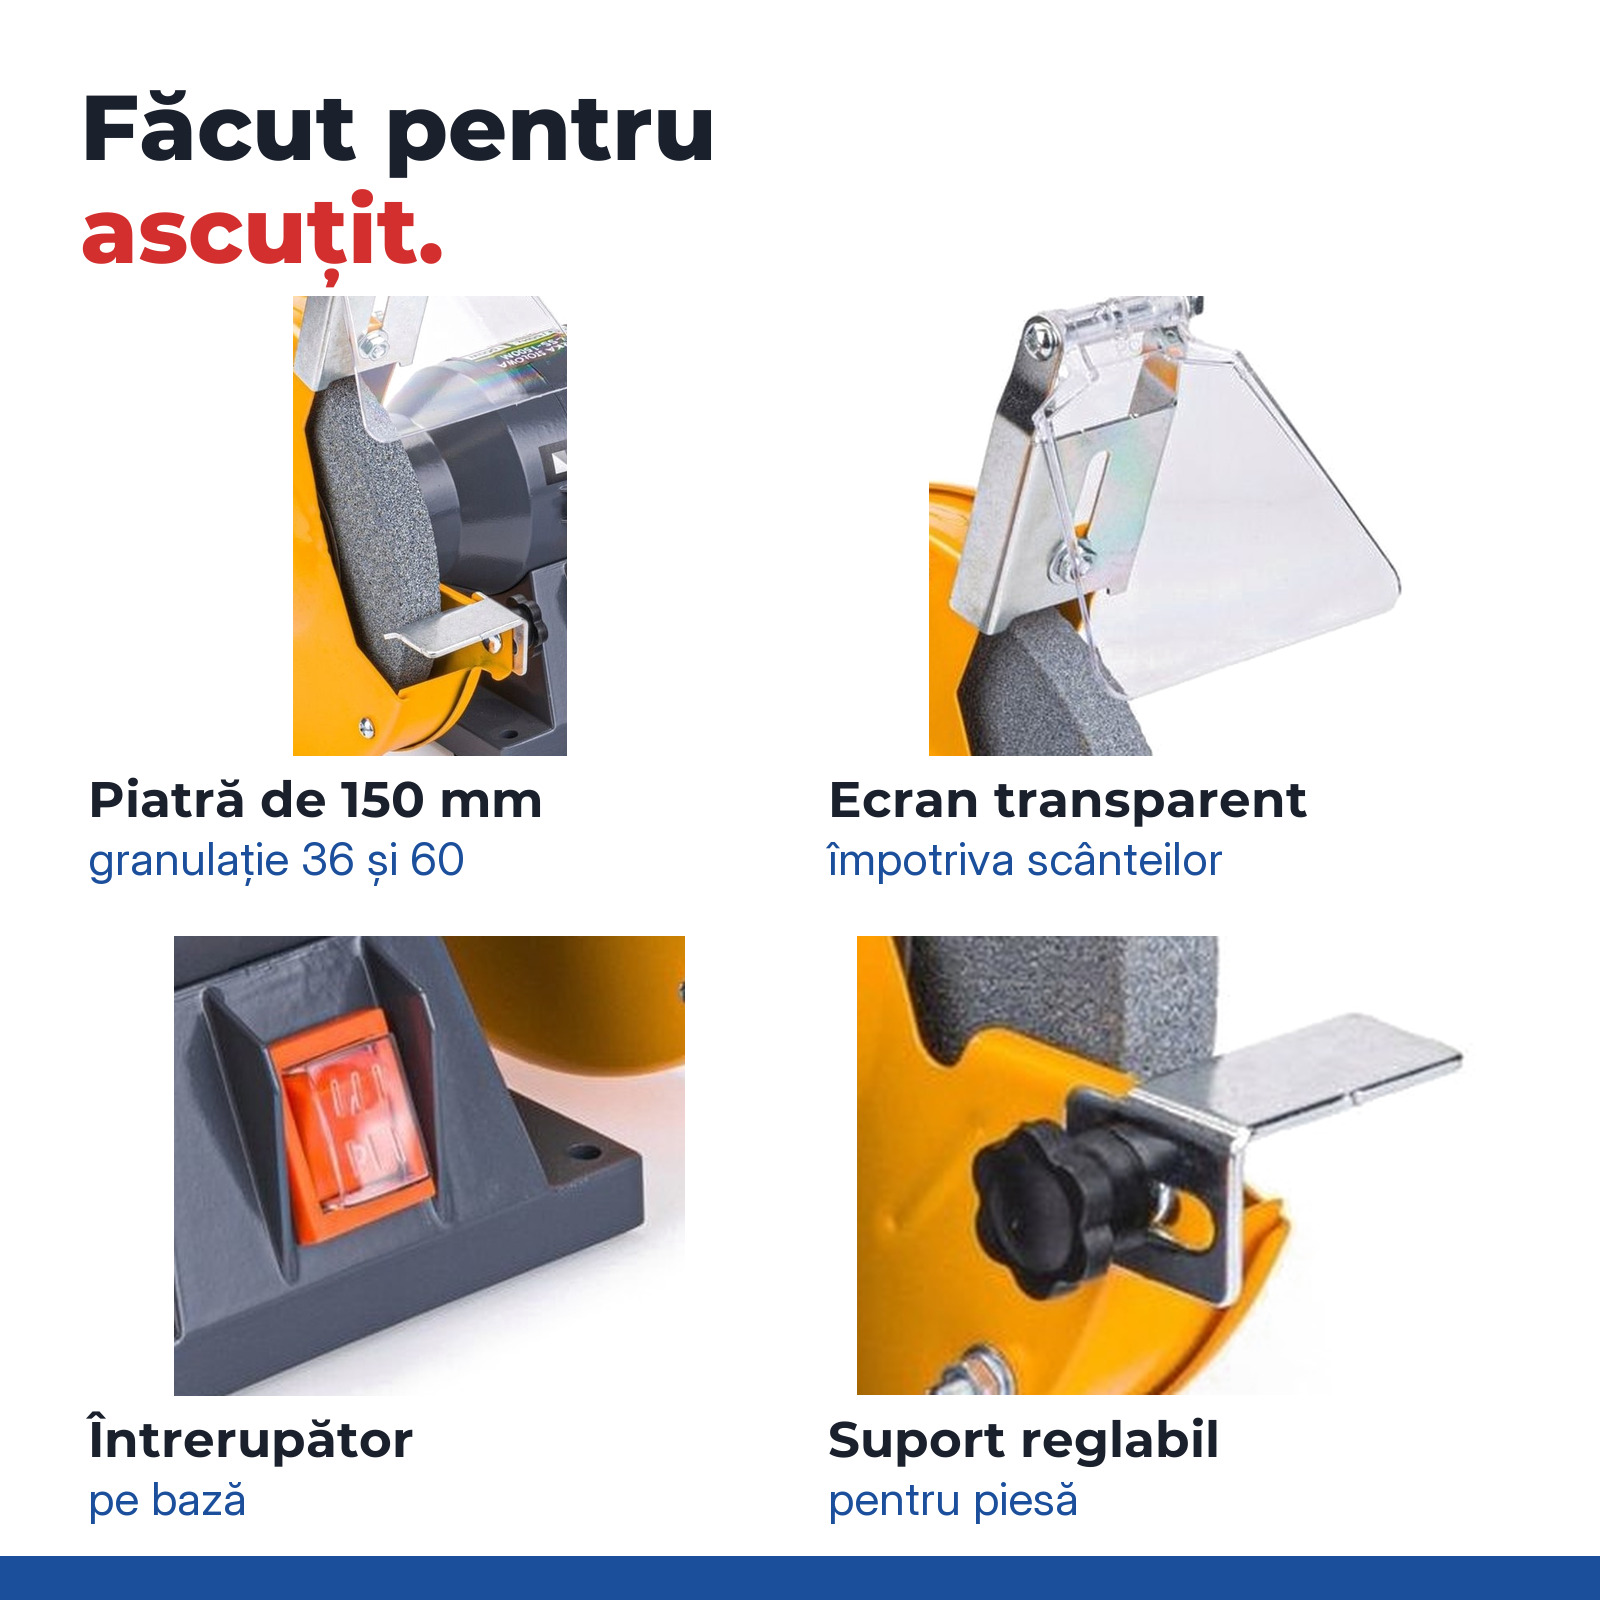 Făcut pentru
ascuțit.
Piatră de 150 mm
granulație 36 și 60
Ecran transparent
împotriva scânteilor
Întrerupător
pe bază
Suport reglabil
pentru piesă